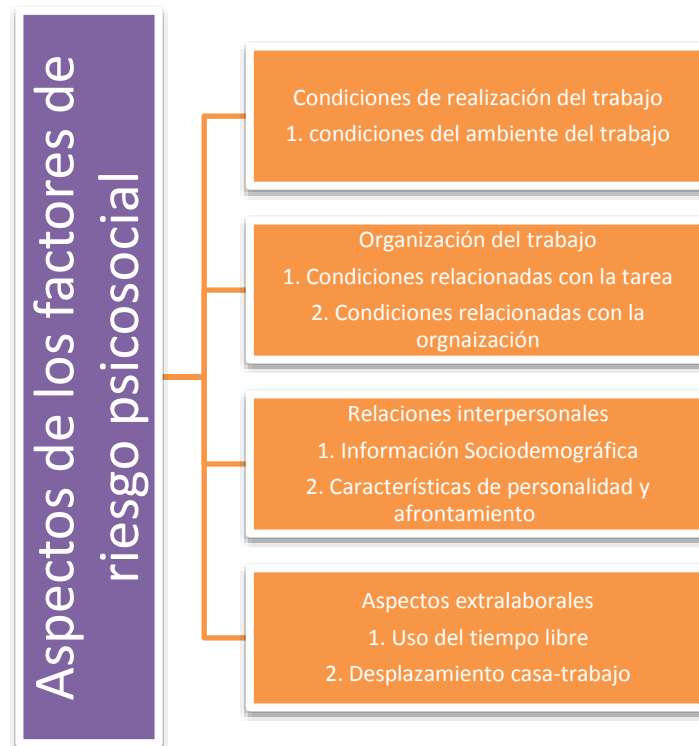 Aspectos de los factores de
riesgo psicosocial
Condiciones de realización del trabajo
1. condiciones del ambiente del trabajo
Organización del trabajo
1. Condiciones relacionadas con la tarea
2. Condiciones relacionadas con la
orgnaización
Relaciones interpersonales
1. Información Sociodemográfica
2. Características de personalidad y
afrontamiento
Aspectos extralaborales
1. Uso del tiempo libre
2. Desplazamiento casa-trabajo